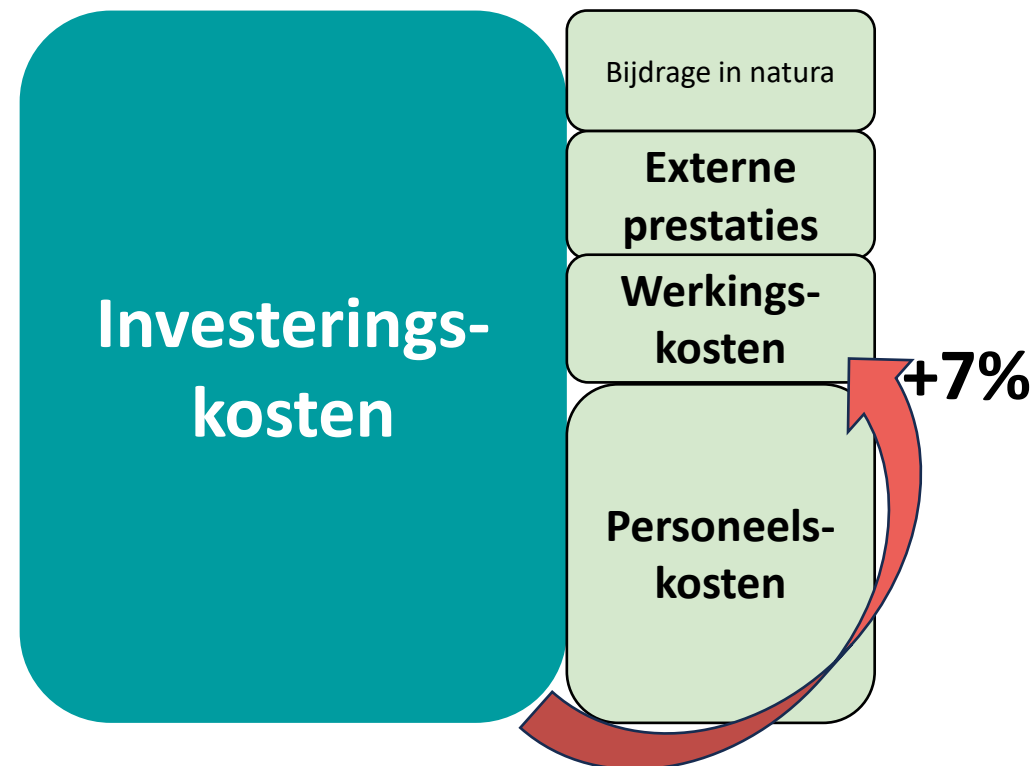 Investerings-
kosten
Bijdrage in natura
Externe
prestaties
Werkings-
kosten
+7%
Personeels-
kosten